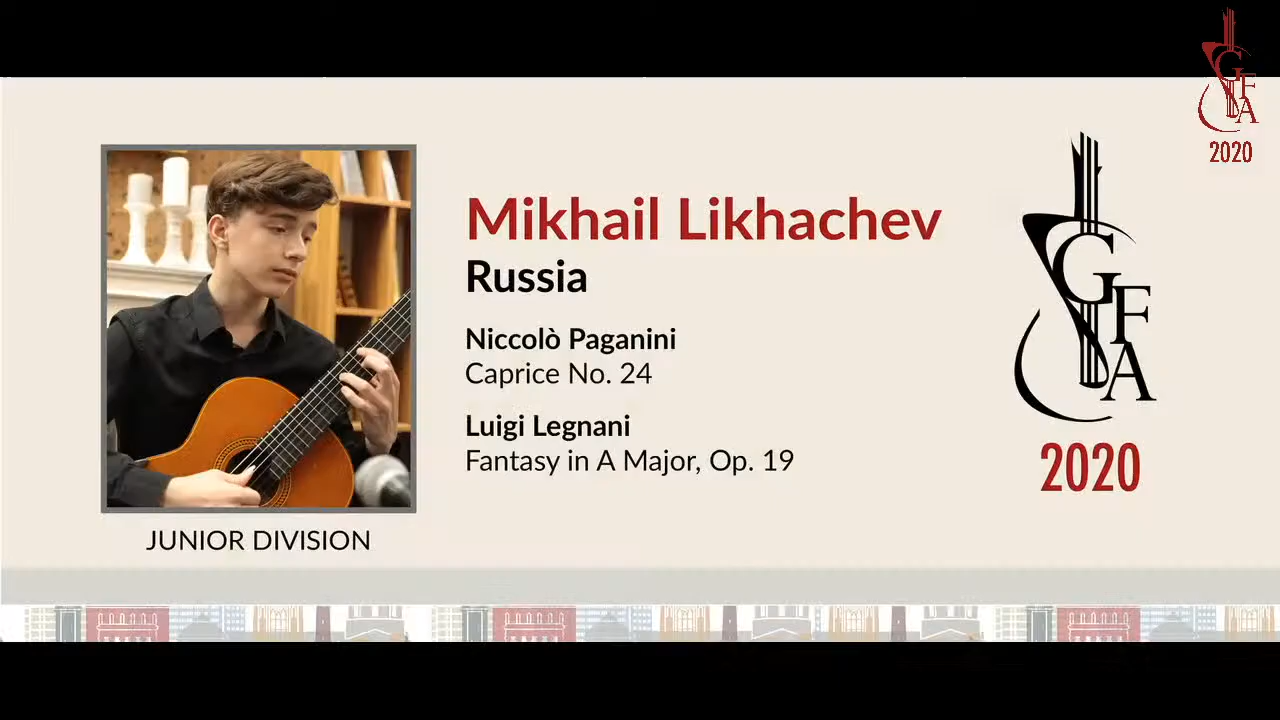 GFA
2020
Mikhail Likhachev
Russia
Niccolò Paganini
Caprice No. 24
Luigi Legnani
Fantasy in A Major, Op. 19
JUNIOR DIVISION
GFA
2020